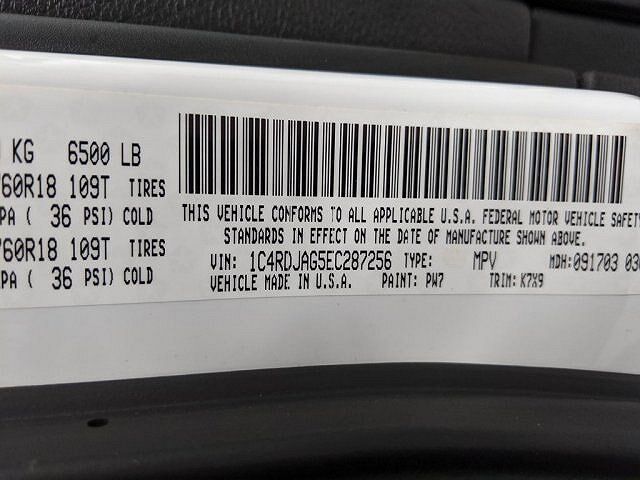 KG 6500 LB
60R18 109T TIRES
PA ( 36 PSI) COLD
60R18 109T TIRES
PA ( 36 PSI) COLD
THIS VEHICLE CONFORMS TO ALL APPLICABLE U.S.A. FEDERAL MOTOR VEHICLE SAFETY
STANDARDS IN EFFECT ON THE DATE OF MANUFACTURE SHOWN ABOVE.
VIN: 1C4RDJAG5EC287256 TYPE: MPV MDH: 091703 03
VEHICLE MADE IN U.S.A. PAINT: PW7 TRIM: K7X9